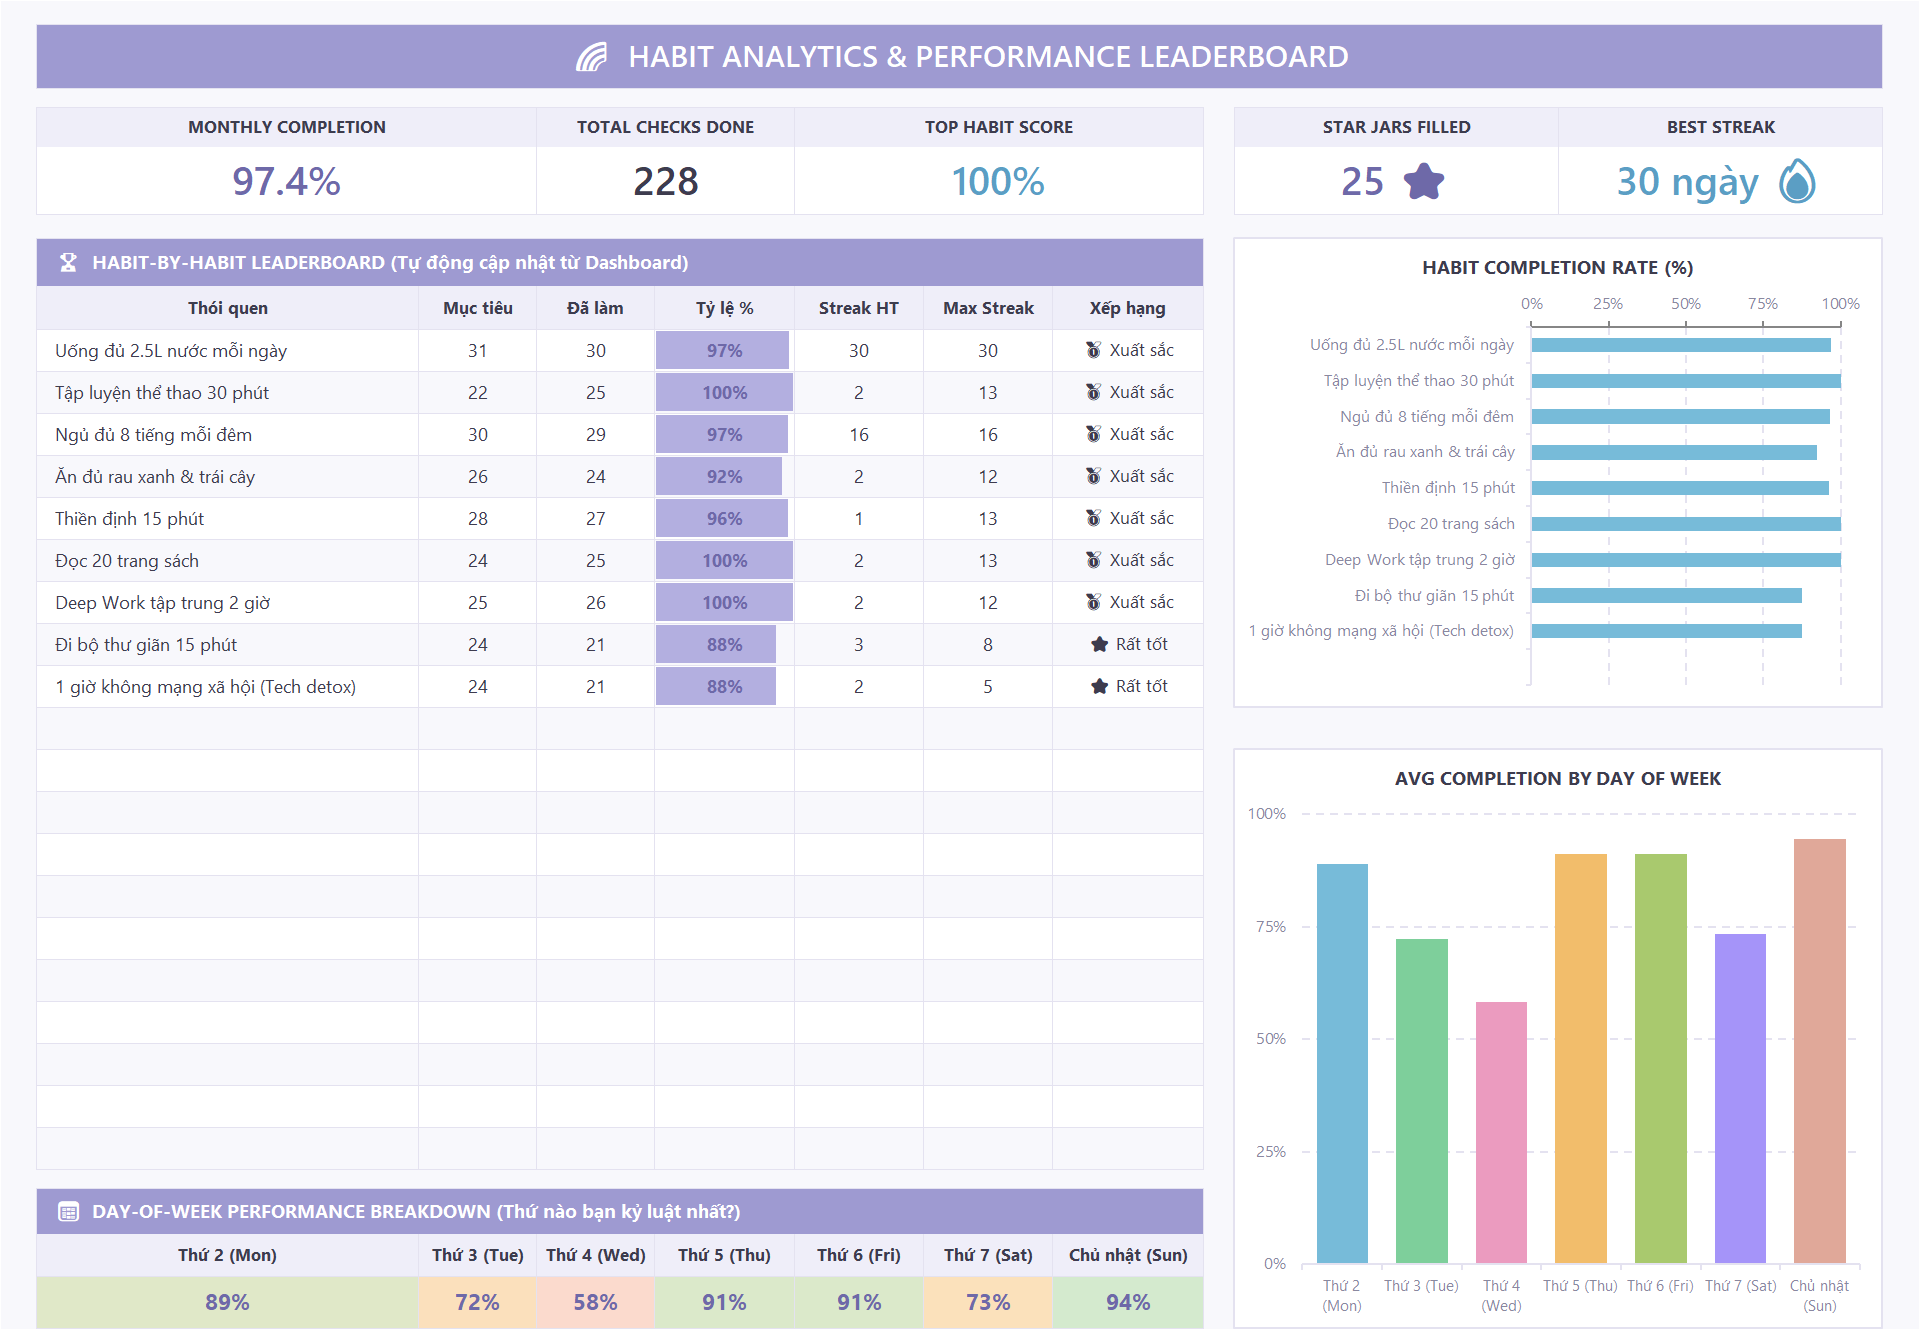 HABIT ANALYTICS & PERFORMANCE LEADERBOARD
MONTHLY COMPLETION TOTAL CHECKS DONE TOP HABIT SCORE STAR JARS FILLED BEST STREAK
97.4% 228 100% 25 30 ngày
HABIT-BY-HABIT LEADERBOARD (Tự động cập nhật từ Dashboard)
Thói quen Mục tiêu Đã làm Tỷ lệ % Streak HT Max Streak Xếp hạng
Uống đủ 2.5L nước mỗi ngày 31 30 97% 30 30 Xuất sắc
Tập luyện thể thao 30 phút 22 25 100% 2 13 Xuất sắc
Ngủ đủ 8 tiếng mỗi đêm 30 29 97% 16 16 Xuất sắc
Ăn đủ rau xanh & trái cây 26 24 92% 2 12 Xuất sắc
Thiền định 15 phút 28 27 96% 1 13 Xuất sắc
Đọc 20 trang sách 24 25 100% 2 13 Xuất sắc
Deep Work tập trung 2 giờ 25 26 100% 2 12 Xuất sắc
Đi bộ thư giãn 15 phút 24 21 88% 3 8 Rất tốt
1 giờ không mạng xã hội (Tech detox) 24 21 88% 2 5 Rất tốt
DAY-OF-WEEK PERFORMANCE BREAKDOWN (Thứ nào bạn kỷ luật nhất?)
Thứ 2 (Mon) Thứ 3 (Tue) Thứ 4 (Wed) Thứ 5 (Thu) Thứ 6 (Fri) Thứ 7 (Sat) Chủ nhật (Sun)
89% 72% 58% 91% 91% 73% 94%
HABIT COMPLETION RATE (%)
0% 25% 50% 75% 100%
Uống đủ 2.5L nước mỗi ngày
Tập luyện thể thao 30 phút
Ngủ đủ 8 tiếng mỗi đêm
Ăn đủ rau xanh & trái cây
Thiền định 15 phút
Đọc 20 trang sách
Deep Work tập trung 2 giờ
Đi bộ thư giãn 15 phút
1 giờ không mạng xã hội (Tech detox)
AVG COMPLETION BY DAY OF WEEK
100%
75%
50%
25%
0%
Thứ 2 Thứ 3 (Tue) Thứ 4 Thứ 5 (Thu) Thứ 6 (Fri) Thứ 7 (Sat) Chủ nhật
(Mon) (Wed) (Sun)